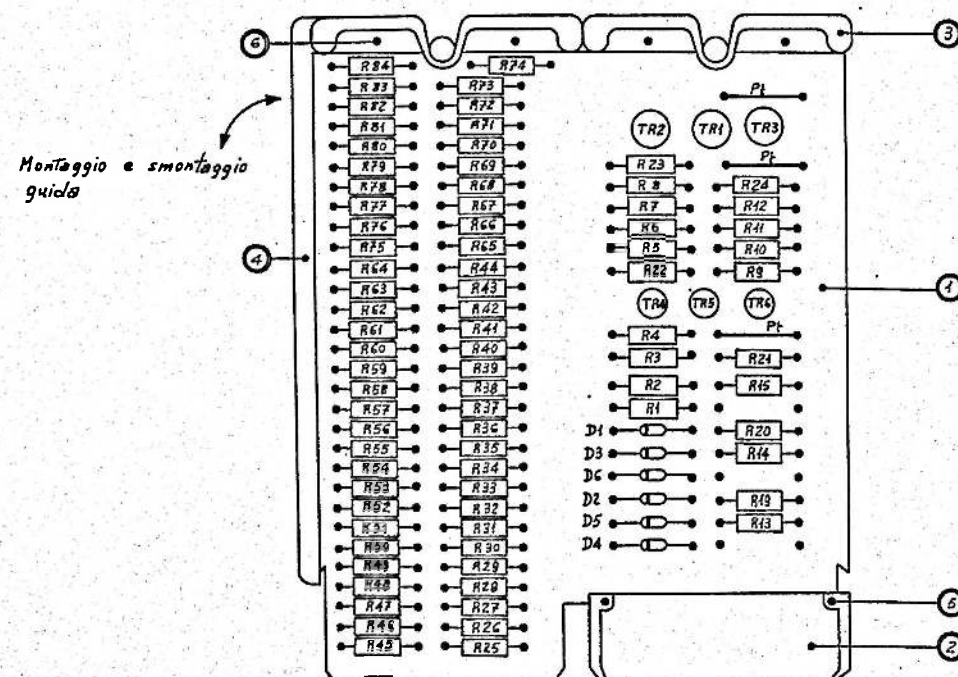 6
3
R84 R74
R83 R73
Pt
R82 R72
R81 R71
TR2 TR1 TR3
R80 R70
Montaggio e smontaggio
guida
R79 R69 R23 Pt
R78 R68 R8 R24
R77 R67 R7 R12
R76 R66 R6 R11
R75 R65 R5 R10
4
R64 R44 R22 R9
R63 R43
1
R62 R42 TR4 TR5 TR6
R61 R41 R4 Pt
R60 R40 R3 R21
R59 R39
R58 R38 R2 R15
R57 R37 R1
R56 R36 D1 R20
R55 R35 D3 R14
R54 R34 D6
R53 R33 D2 R19
R52 R32
R51 R31 D5 R13
R50 R30 D4
R49 R29
R48 R28
R47 R27
5
R46 R26
R45 R25
2